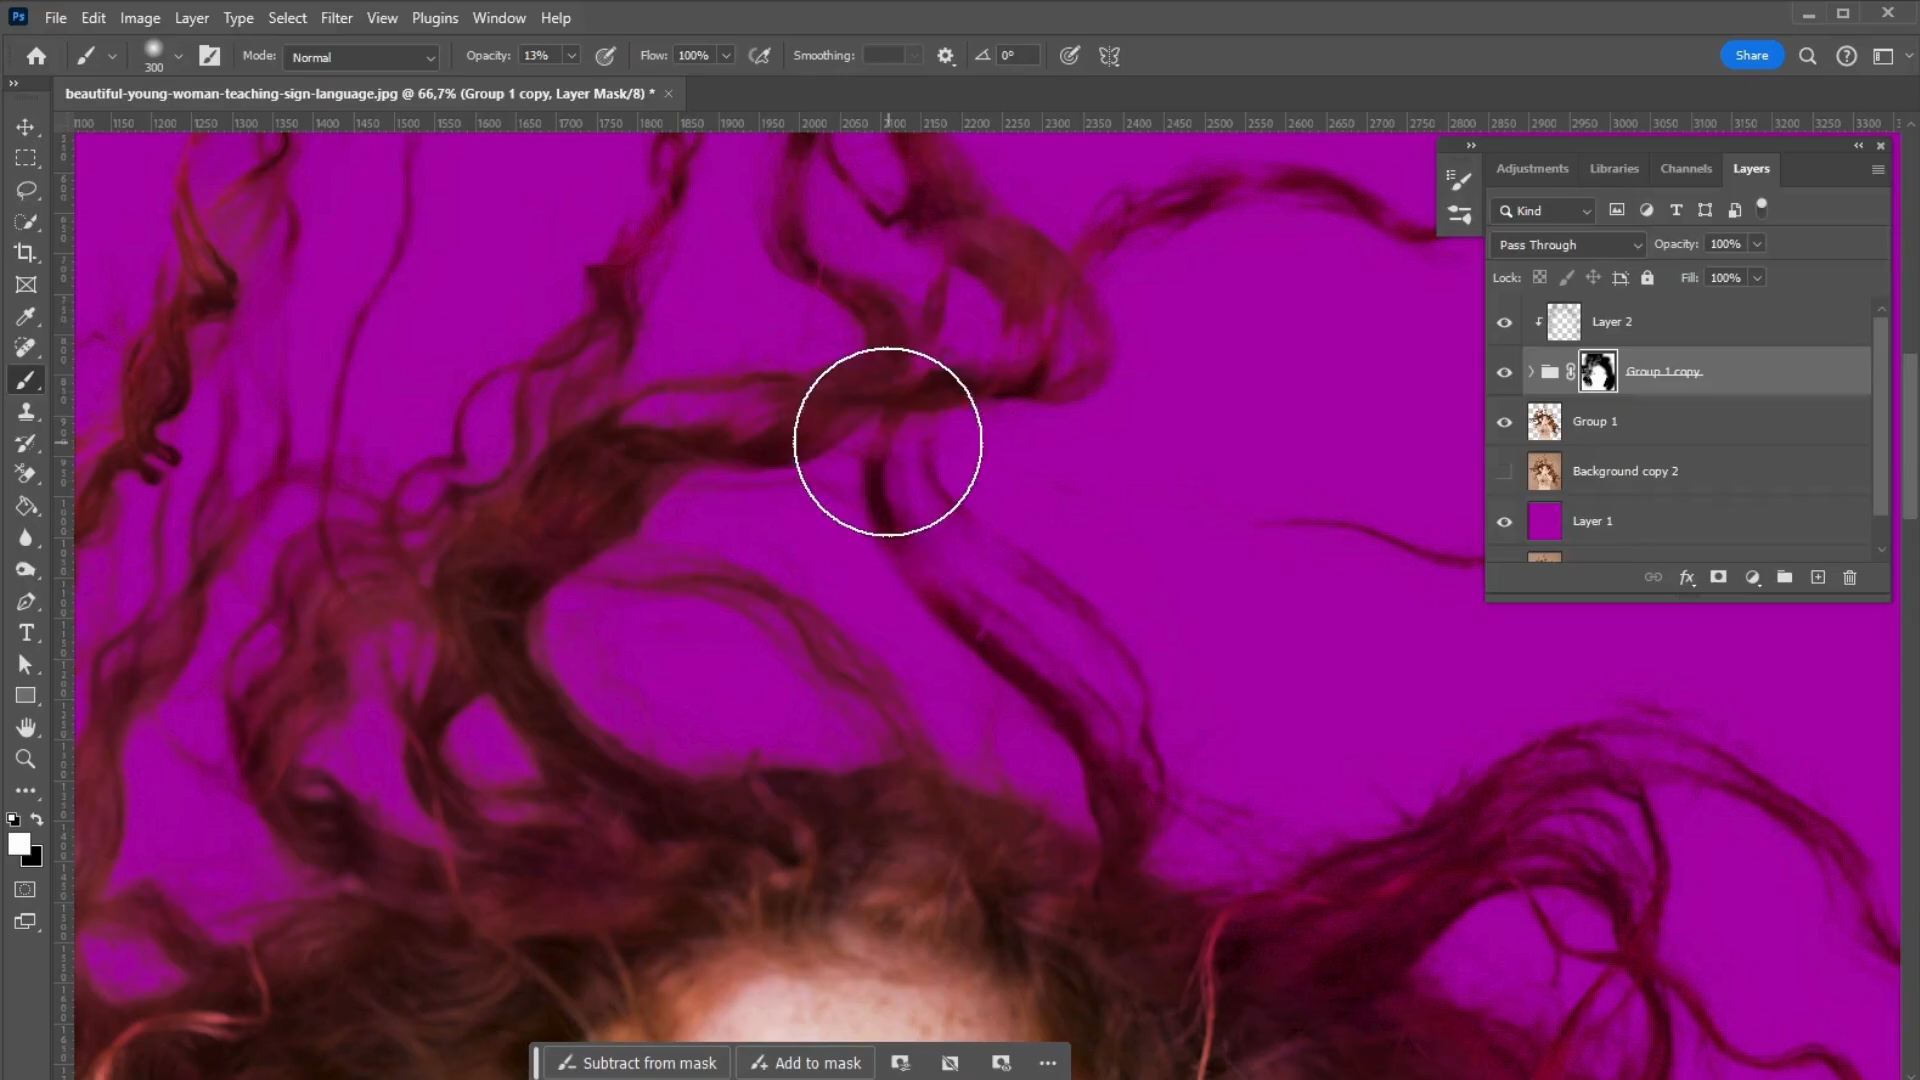 Ps File Edit Image Layer Type Select Filter View Plugins Window Help
300 Mode: Normal Opacity: 13% Flow: 100% Smoothing: 0° Share
beautiful-young-woman-teaching-sign-language.jpg @ 66,7% (Group 1 copy, Layer Mask/8) *
1100 1150 1200 1250 1300 1350 1400 1450 1500 1550 1600 1650 1700 1750 1800 1850 1900 1950 2000 2050 2100 2150 2200 2250 2300 2350 2400 2450 2500 2550 2600 2650 2700 2750 2800 2850 2900 2950 3000 3050 3100 3150 3200 3250 3300
Adjustments Libraries Channels Layers
Kind
Pass Through Opacity: 100%
Lock: Fill: 100%
Layer 2
Group 1 copy
Group 1
Background copy 2
Layer 1
fx
Subtract from mask Add to mask